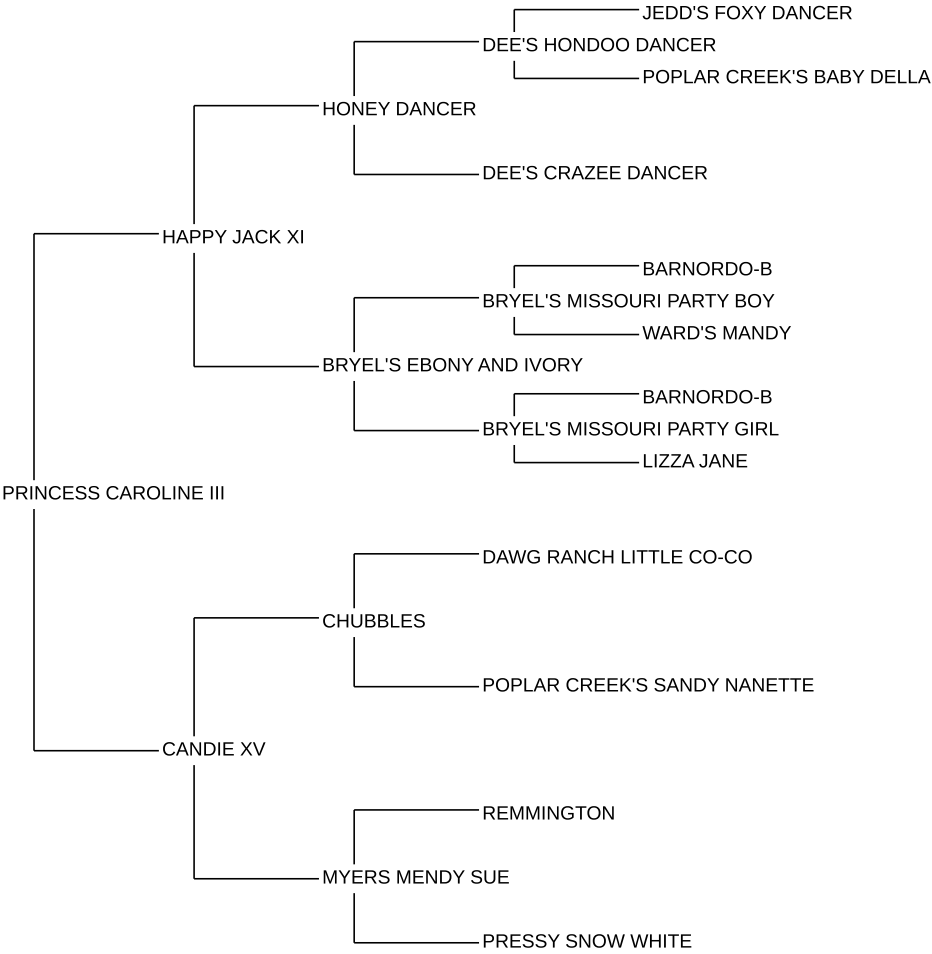 JEDD'S FOXY DANCER
DEE'S HONDOO DANCER
POPLAR CREEK'S BABY DELLA
HONEY DANCER
DEE'S CRAZEE DANCER
HAPPY JACK XI
BARNORDO-B
BRYEL'S MISSOURI PARTY BOY
WARD'S MANDY
BRYEL'S EBONY AND IVORY
BARNORDO-B
BRYEL'S MISSOURI PARTY GIRL
LIZZA JANE
PRINCESS CAROLINE III
DAWG RANCH LITTLE CO-CO
CHUBBLES
POPLAR CREEK'S SANDY NANETTE
CANDIE XV
REMMINGTON
MYERS MENDY SUE
PRESSY SNOW WHITE